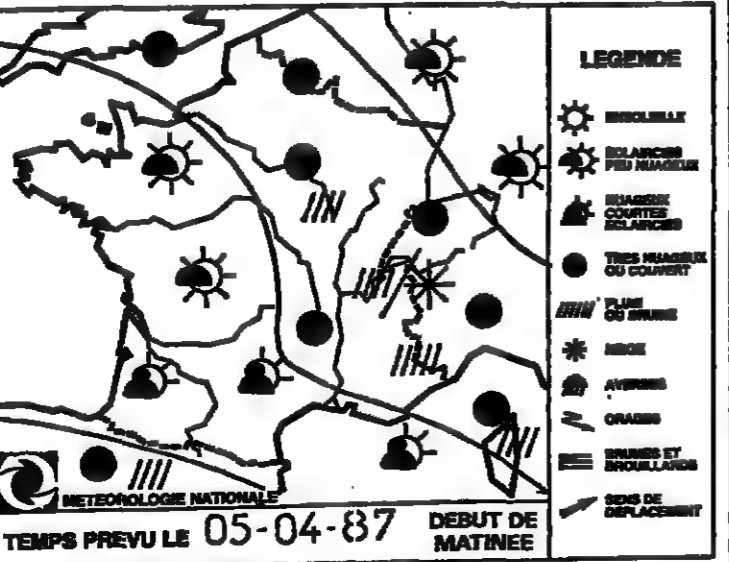 LEGENDE
ENSOLEILLE
ECLAIRCIES
PEU NUAGEUX
NUAGEUX
COURTES
ECLAIRCIES
TRES NUAGEUX
OU COUVERT
PLUIE
OU BRUINE
NEIGE
AVERSES
ORAGES
BRUMES ET
BROUILLARDS
SENS DE
DEPLACEMENT
METEOROLOGIE NATIONALE
TEMPS PREVU LE 05-04-87 DEBUT DE
MATINEE